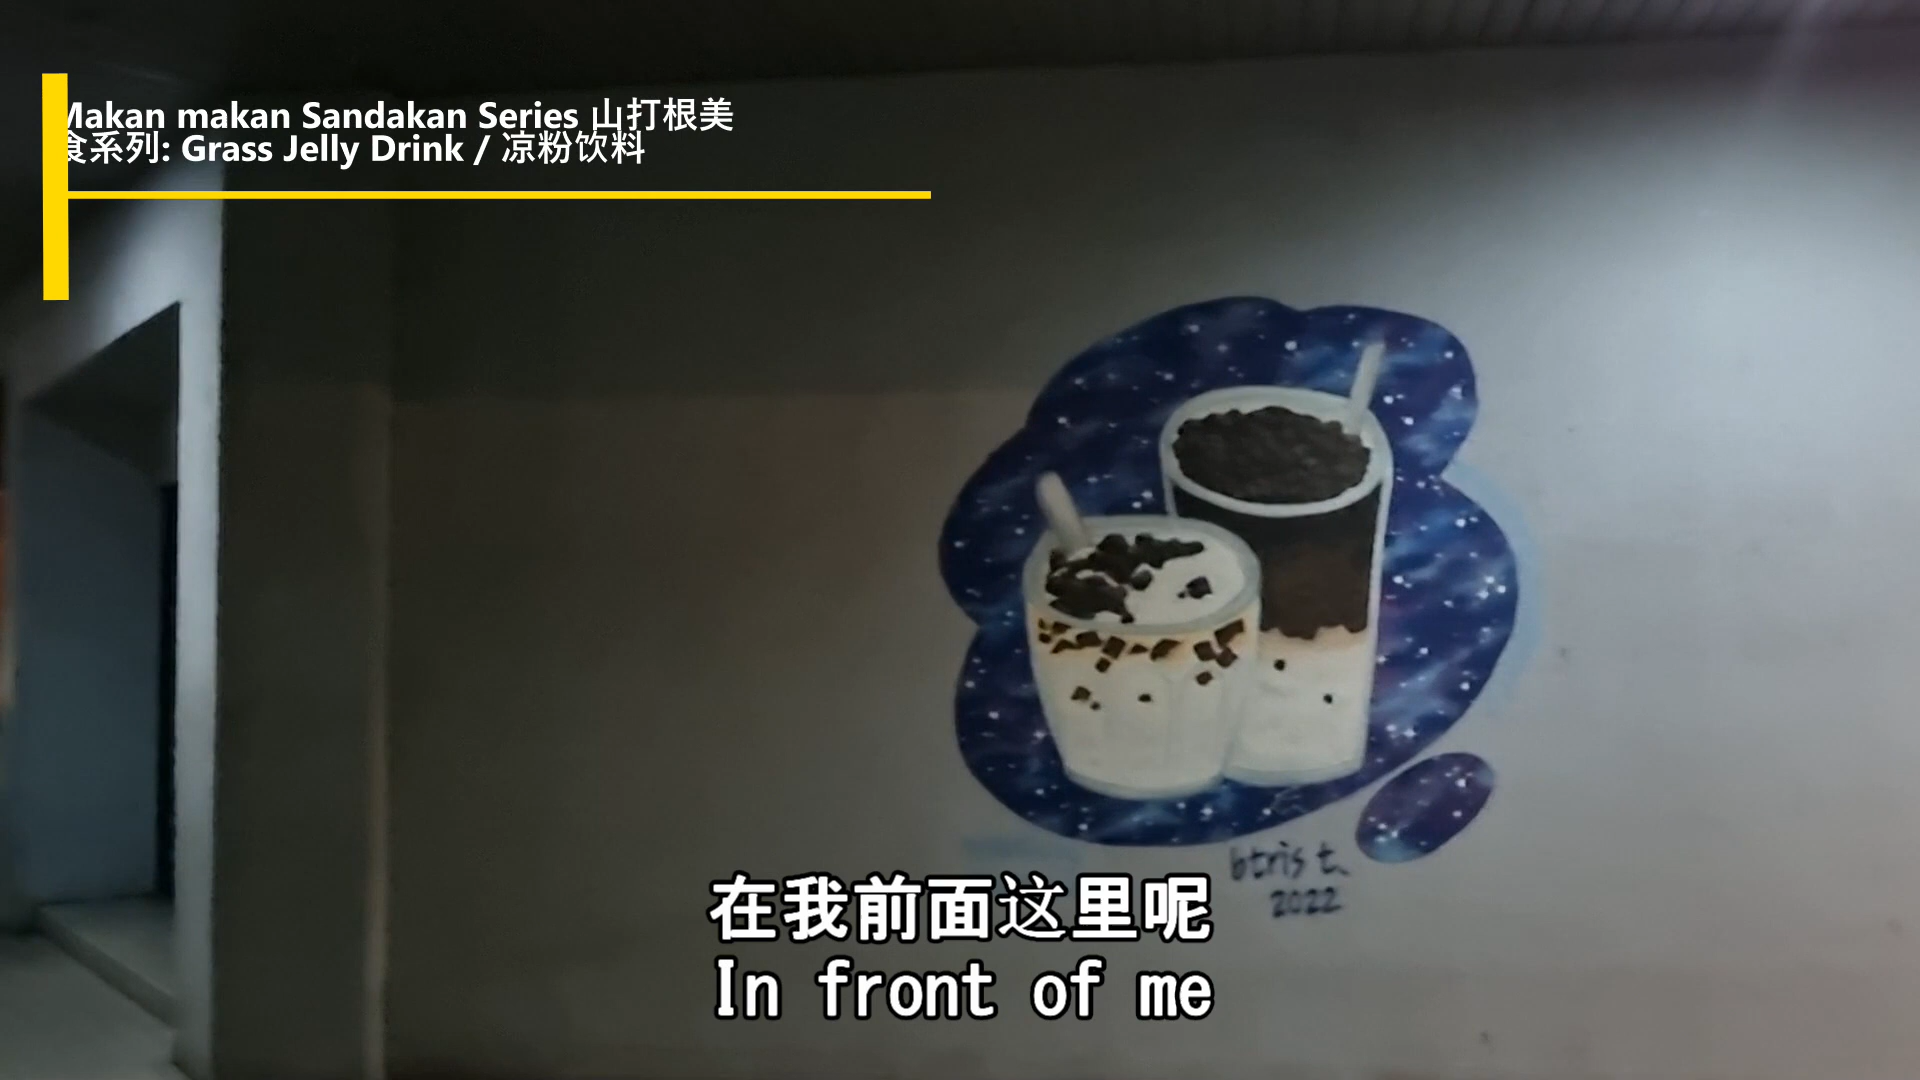 Makan makan Sandakan Series 山打根美
食系列: Grass Jelly Drink / 凉粉饮料
btris t.
2022
在我前面这里呢
In front of me